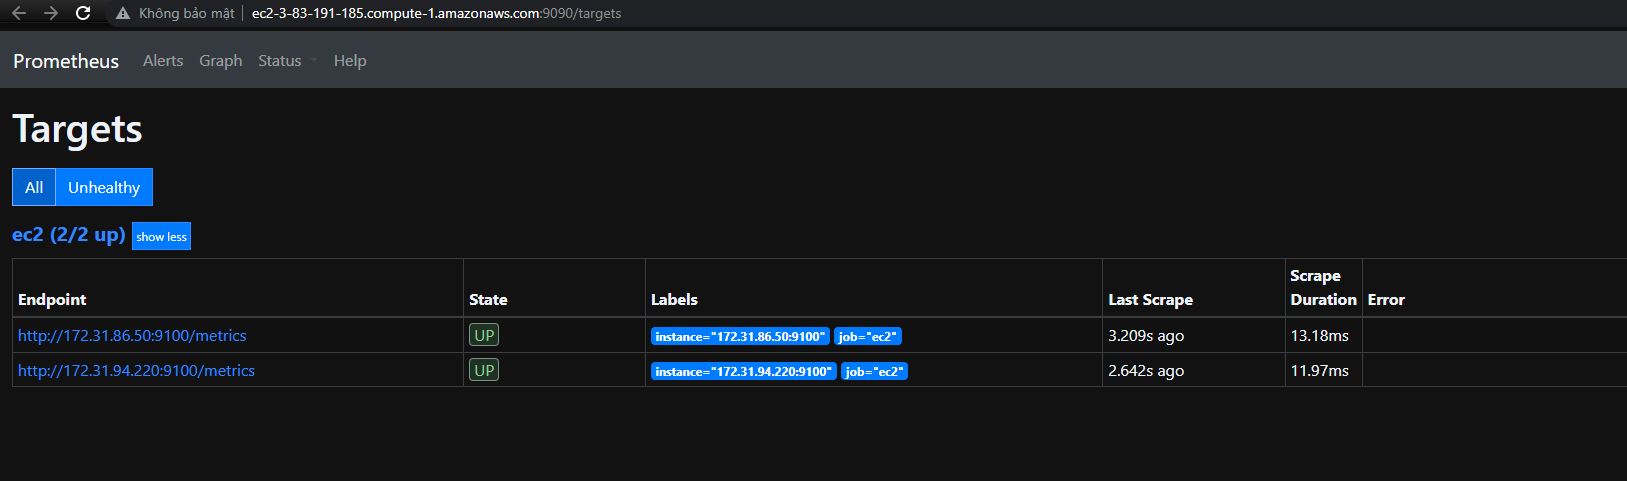 Không bảo mật ec2-3-83-191-185.compute-1.amazonaws.com:9090/targets
Prometheus Alerts Graph Status Help
Targets
All Unhealthy
ec2 (2/2 up) show less
Endpoint State Labels Last Scrape Scrape Duration Error
http://172.31.86.50:9100/metrics UP instance="172.31.86.50:9100" job="ec2" 3.209s ago 13.18ms
http://172.31.94.220:9100/metrics UP instance="172.31.94.220:9100" job="ec2" 2.642s ago 11.97ms